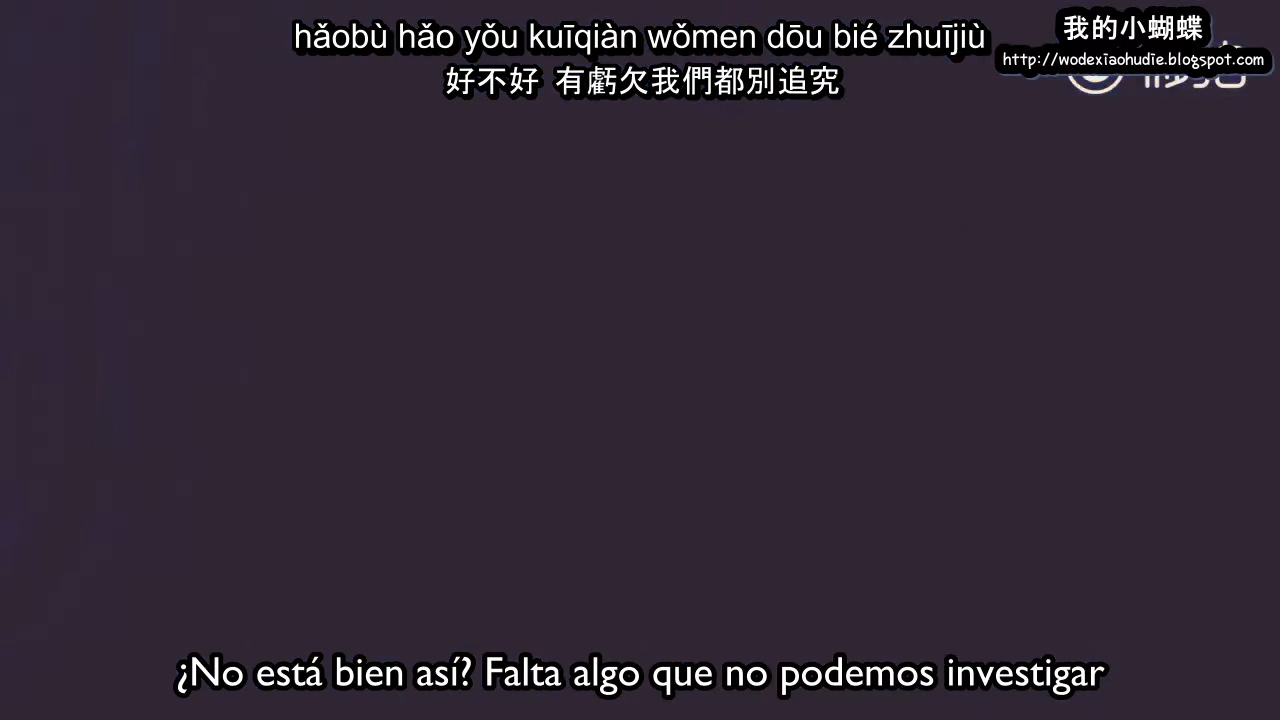 hǎobù hǎo yǒu kuīqiàn wǒmen dōu bié zhuījiù
好不好 有虧欠我們都別追究
我的小蝴蝶
http://wodexiaohudie.blogspot.com
¿No está bien así? Falta algo que no podemos investigar